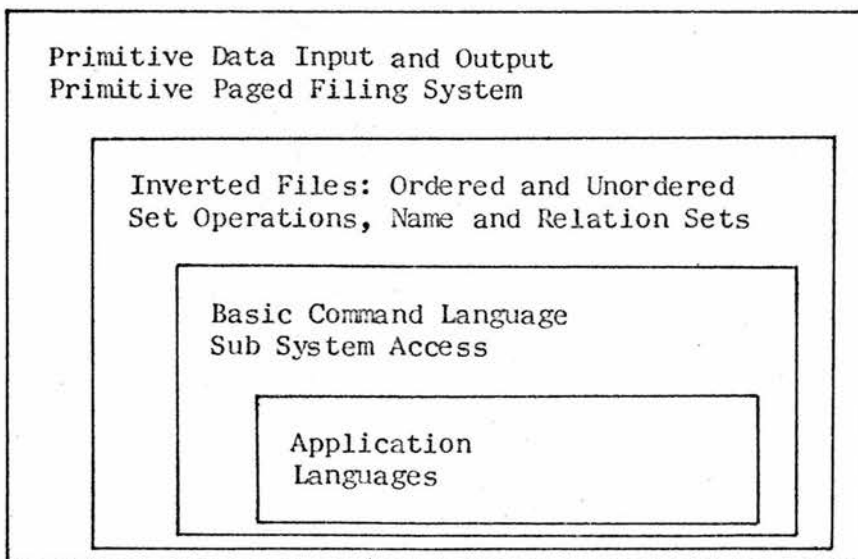 Primitive Data Input and Output
Primitive Paged Filing System
Inverted Files: Ordered and Unordered
Set Operations, Name and Relation Sets
Basic Command Language
Sub System Access
Application
Languages